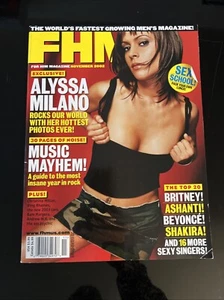 THE WORLD'S FASTEST GROWING MEN'S MAGAZINE!
FHM
FOR HIM MAGAZINE NOVEMBER 2002
EXCLUSIVE!
ALYSSA
MILANO
ROCKS OUR WORLD
WITH HER HOTTEST
PHOTOS EVER!
SEX
SCHOOL!
20 PAGES OF NOISE!
MUSIC
MAYHEM!
A guide to the most
insane year in rock
PLUS!
THE TOP 20
BRITNEY!
ASHANTI!
BEYONCÉ!
SHAKIRA!
AND 16 MORE
SEXY SINGERS!
www.fhmus.com